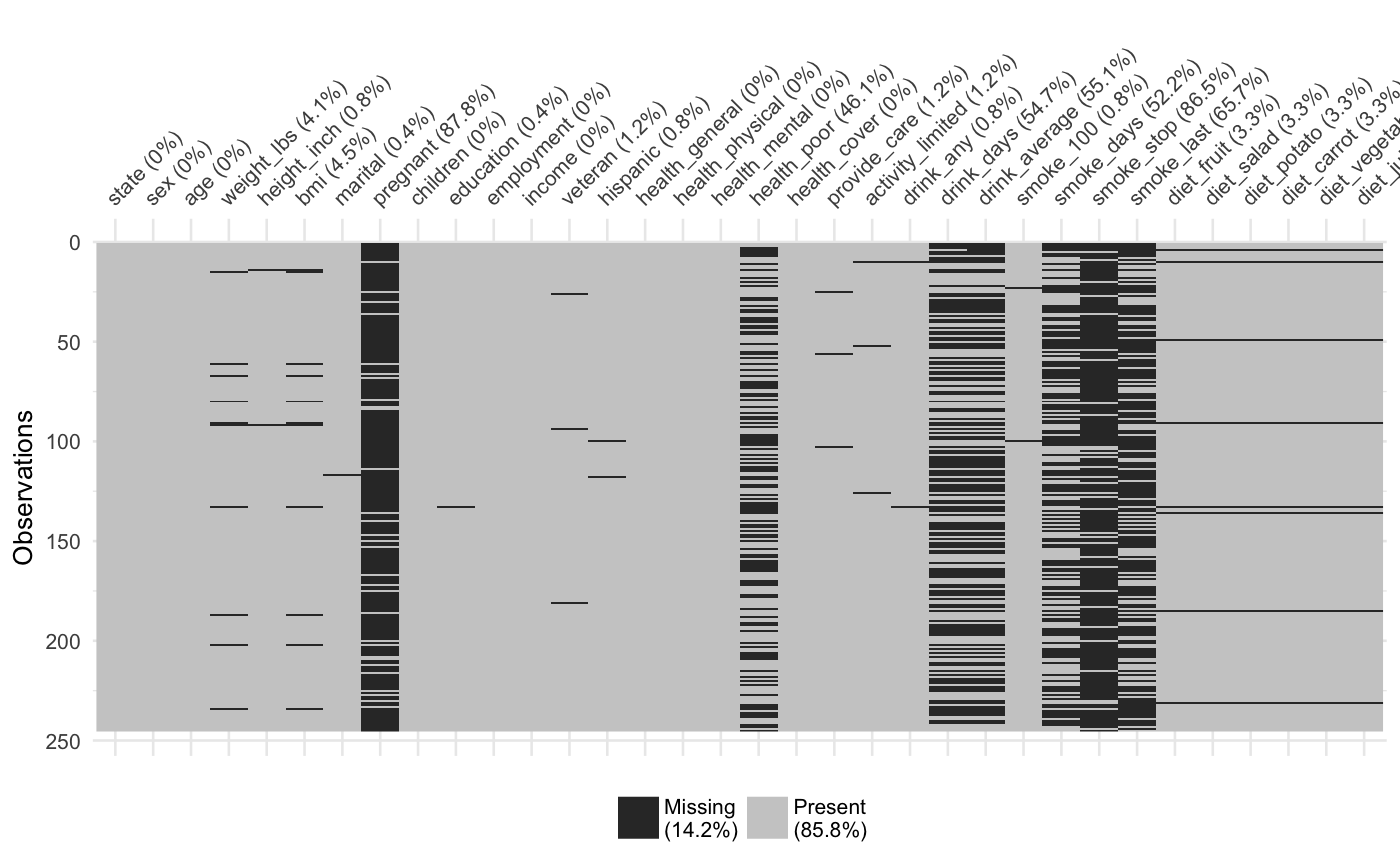 state (0%)
sex (0%)
age (0%)
weight_lbs (4.1%)
height_inch (0.8%)
bmi (4.5%)
marital (0.4%)
pregnant (87.8%)
children (0%)
education (0.4%)
employment (0%)
income (0%)
veteran (1.2%)
hispanic (0.8%)
health_general (0%)
health_physical (0%)
health_mental (0%)
health_poor (46.1%)
health_cover (0%)
provide_care (1.2%)
activity_limited (1.2%)
drink_any (0.8%)
drink_days (54.7%)
drink_average (55.1%)
smoke_100 (0.8%)
smoke_days (52.2%)
smoke_stop (86.5%)
smoke_last (65.7%)
diet_fruit (3.3%)
diet_salad (3.3%)
diet_potato (3.3%)
diet_carrot (3.3%
Observations
0
50
100
150
200
250
Missing
(14.2%)
Present
(85.8%)